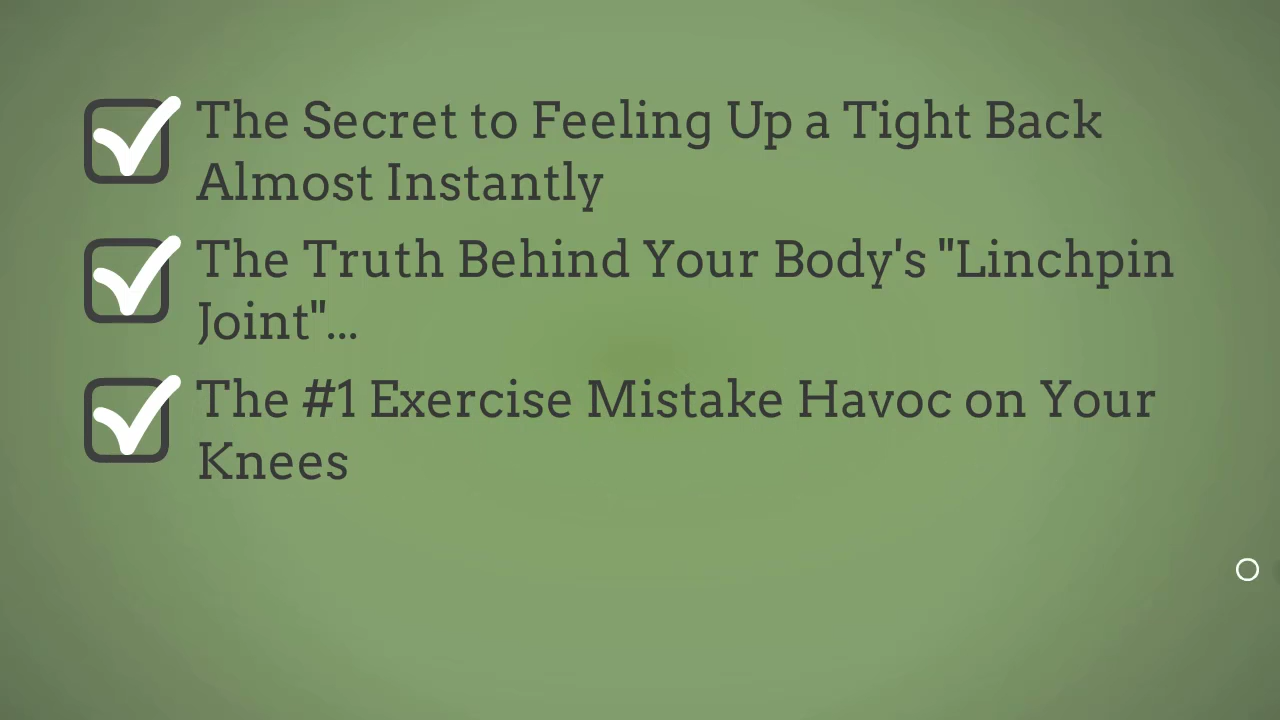 The Secret to Feeling Up a Tight Back
Almost Instantly
The Truth Behind Your Body's "Linchpin
Joint"...
The #1 Exercise Mistake Havoc on Your
Knees